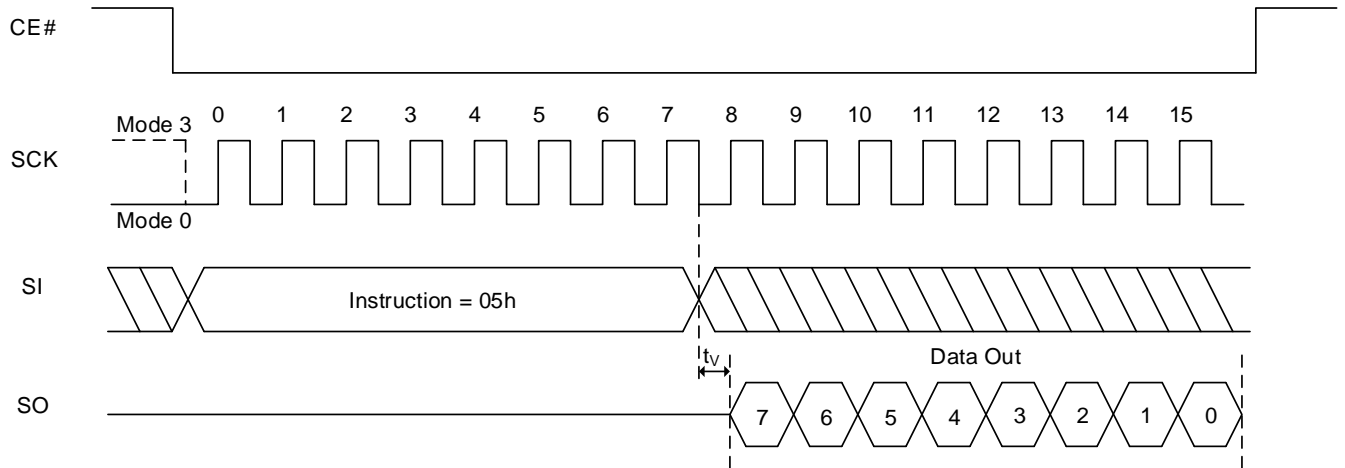 CE#
0 1 2 3 4 5 6 7 8 9 10 11 12 13 14 15
Mode 3
SCK
Mode 0
SI
Instruction = 05h
tV
Data Out
SO
7 6 5 4 3 2 1 0